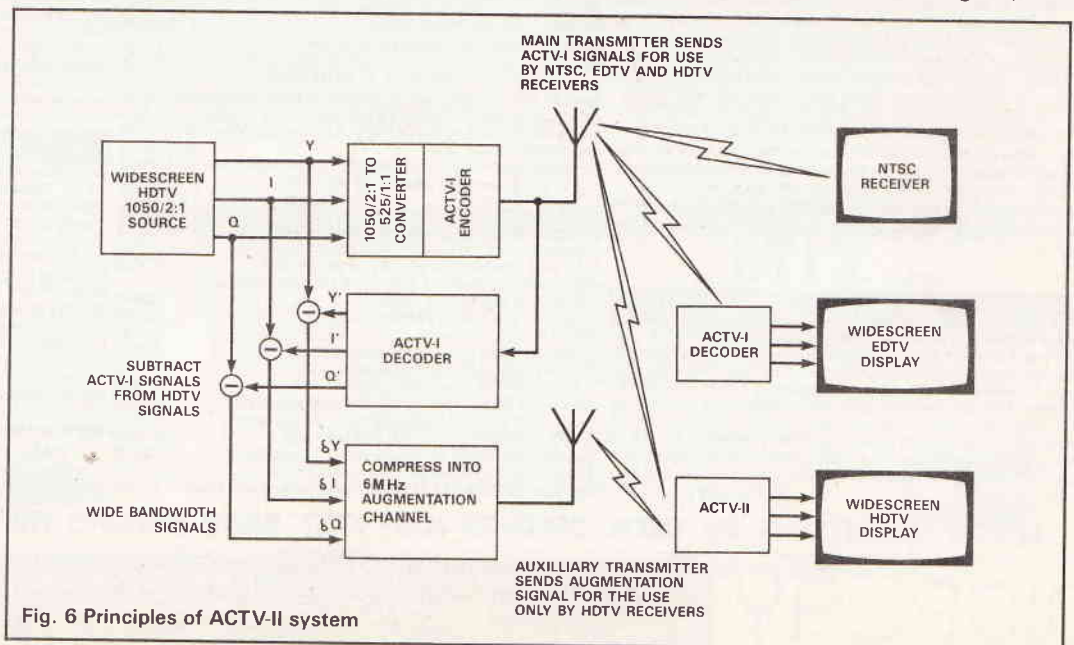 MAIN TRANSMITTER SENDS
ACTV-I SIGNALS FOR USE
BY NTSC, EDTV AND HDTV
RECEIVERS
WIDESCREEN
HDTV
1050/2:1
SOURCE
Y
I
Q
1050/2:1 TO
525/1:1
CONVERTER
ACTV-I
ENCODER
NTSC
RECEIVER
Y'
I'
Q'
ACTV-I
DECODER
SUBTRACT
ACTV-I SIGNALS
FROM HDTV
SIGNALS
ACTV-I
DECODER
WIDESCREEN
EDTV
DISPLAY
WIDE BANDWIDTH
SIGNALS
δY
δI
δQ
COMPRESS INTO
6MHz
AUGMENTATION
CHANNEL
ACTV-II
WIDESCREEN
HDTV
DISPLAY
AUXILLIARY TRANSMITTER
SENDS AUGMENTATION
SIGNAL FOR THE USE
ONLY BY HDTV RECEIVERS
Fig. 6 Principles of ACTV-II system